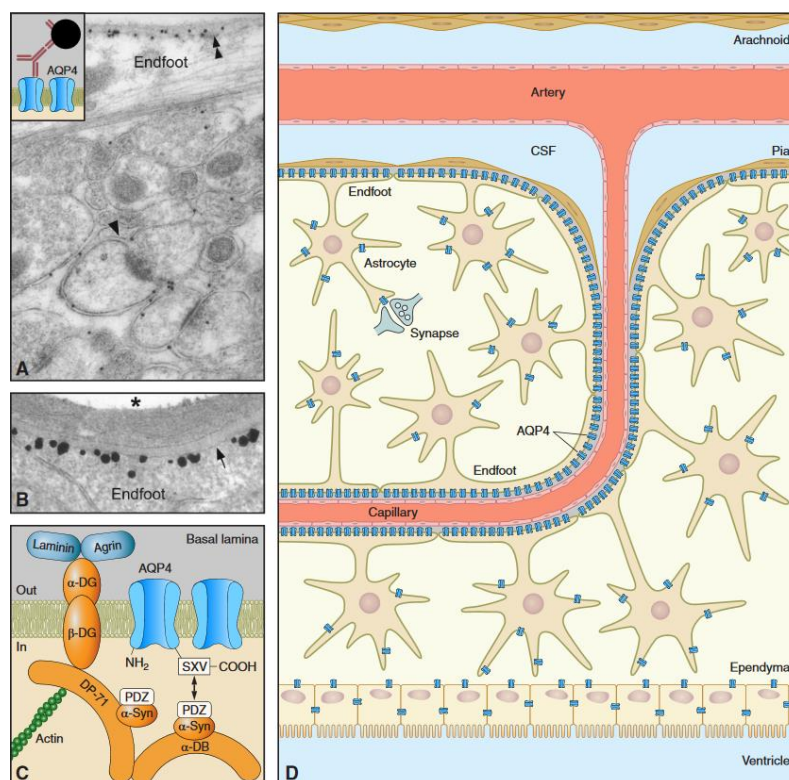 AQP4
Endfoot
A
*
Endfoot
B
Laminin
Agrin
Basal lamina
α-DG
AQP4
Out
β-DG
In
NH2
SXV
COOH
DP-71
PDZ
PDZ
α-Syn
α-Syn
Actin
α-DB
C
Arachnoid
Artery
CSF
Pia
Endfoot
Astrocyte
Synapse
AQP4
Endfoot
Capillary
Ependyma
Ventricle
D